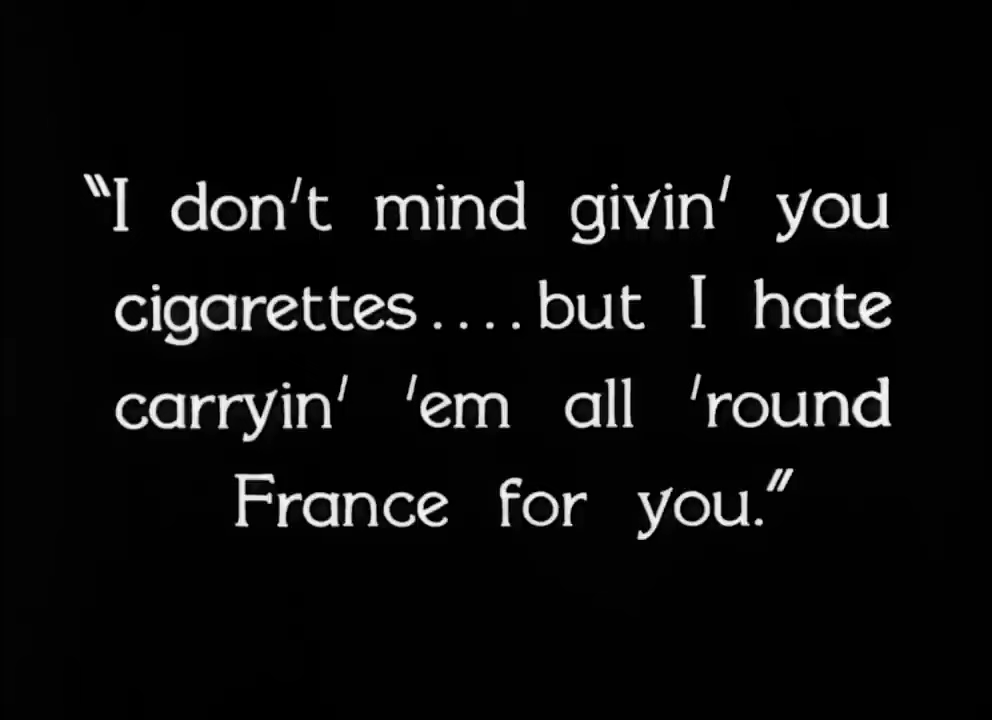 “I don't mind givin' you
cigarettes....but I hate
carryin' 'em all 'round
France for you.”